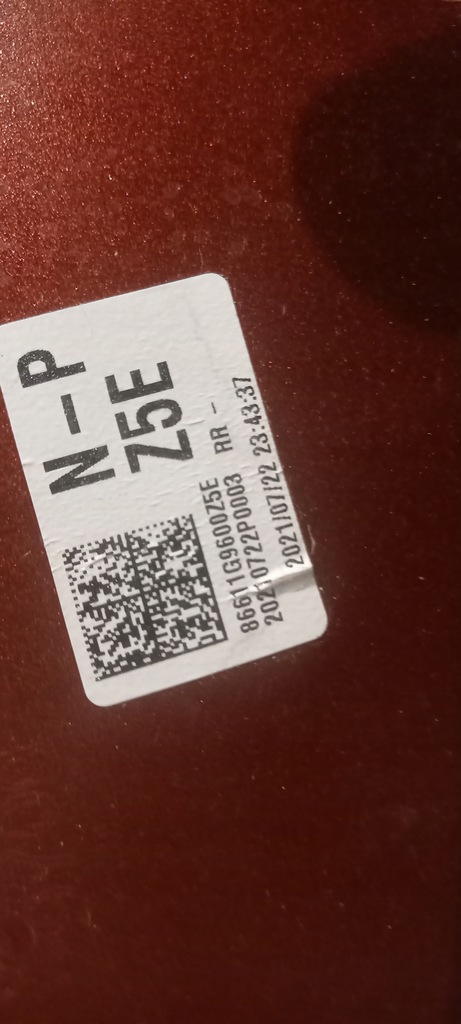 N-P
Z5E
86611G9600Z5E RR -
20210722P0003
2021/07/22 23:43:37